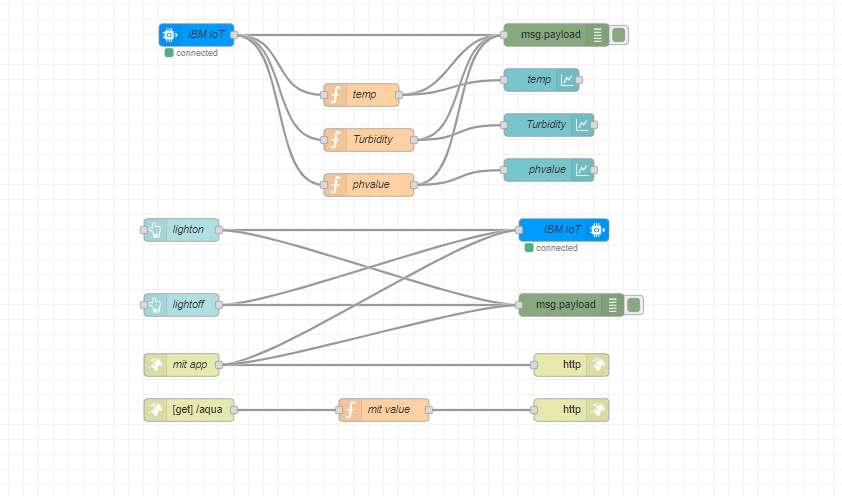 IBM IoT
msg.payload
connected
temp
temp
Turbidity
Turbidity
phvalue
phvalue
lighton
IBM IoT
connected
lightoff
msg.payload
mit app
http
[get] /aqua
mit value
http